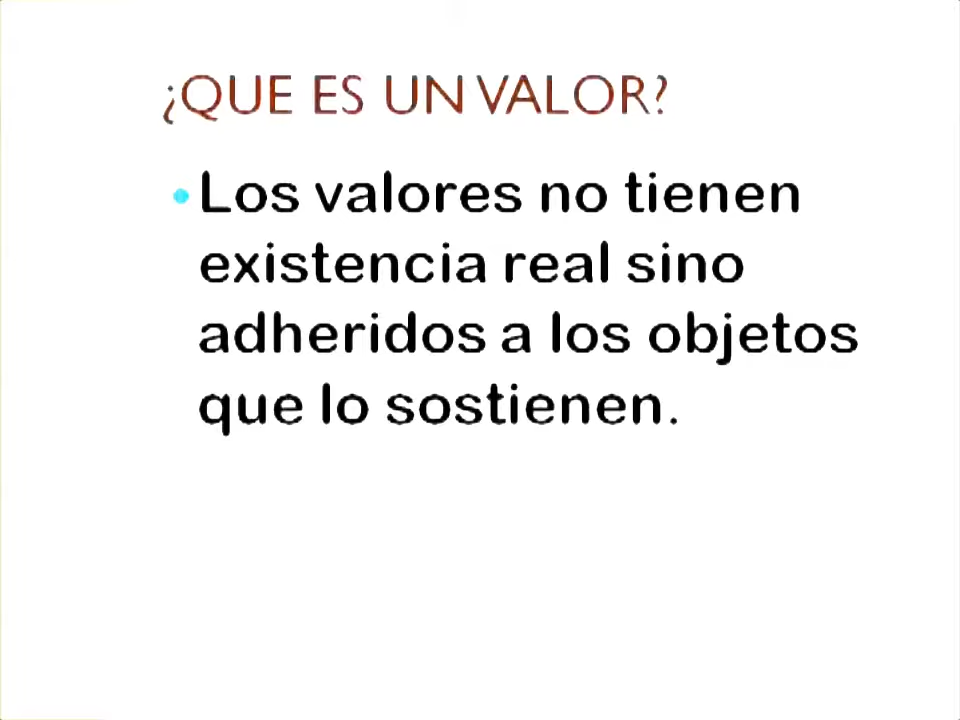 ¿QUE ES UN VALOR?
• Los valores no tienen
existencia real sino
adheridos a los objetos
que lo sostienen.